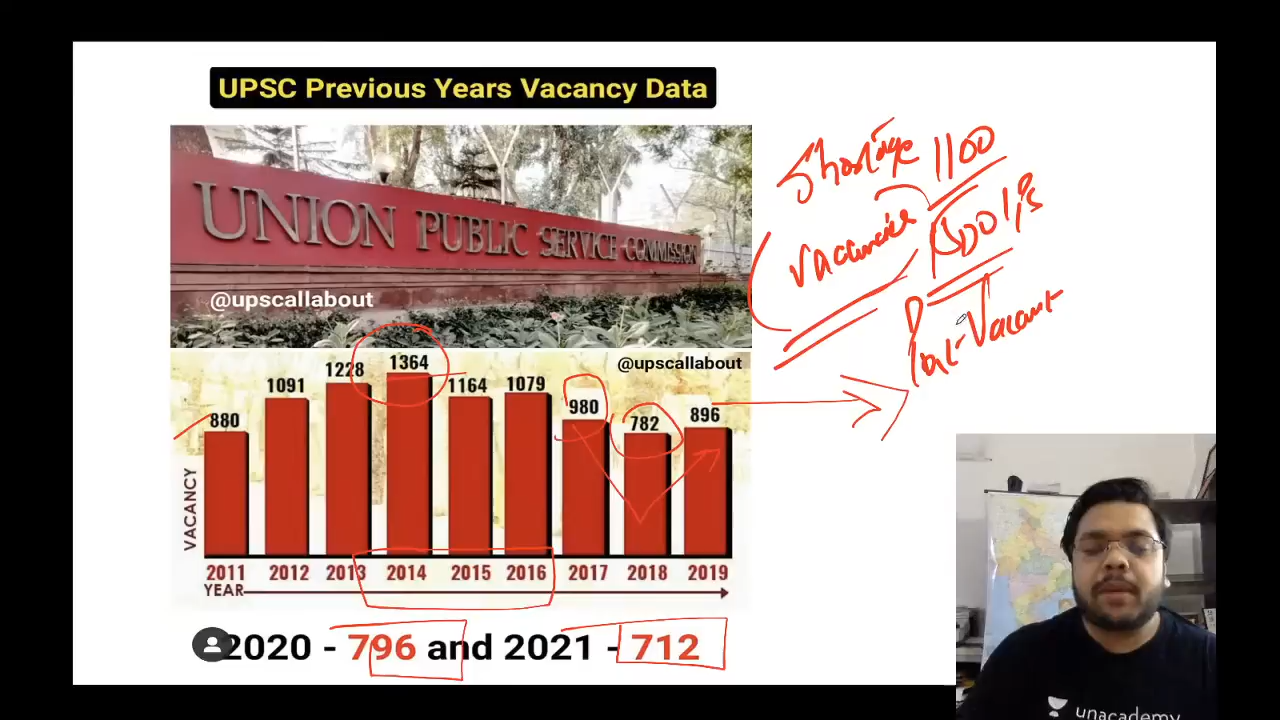 UPSC Previous Years Vacancy Data
UNION PUBLIC SERVICE COMMISSION
@upscallabout
@upscallabout
880 1091 1228 1364 1164 1079 980 782 896
VACANCY
2011 2012 2013 2014 2015 2016 2017 2018 2019
YEAR
2020 - 796 and 2021 - 712
Shortage 1100
Vacant
unacademy